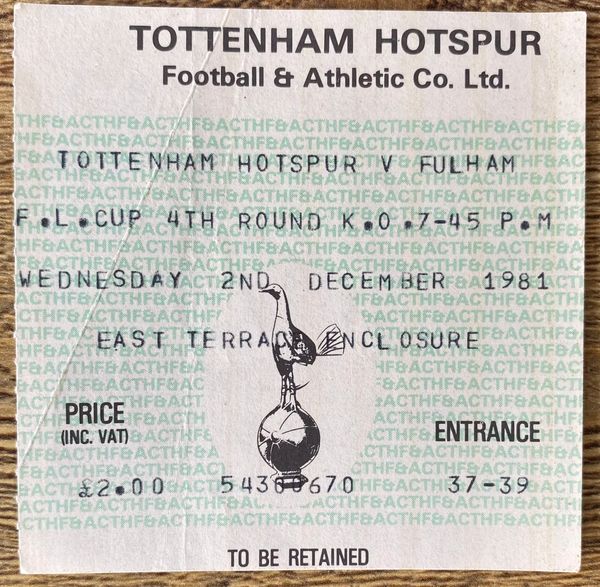 TOTTENHAM HOTSPUR
Football & Athletic Co. Ltd.
TOTTENHAM HOTSPUR V FULHAM
F.L.CUP 4TH ROUND K.O.7-45 P.M
WEDNESDAY 2ND DECEMBER 1981
EAST TERRACE ENCLOSURE
PRICE
(INC. VAT)
ENTRANCE
£2.00 37-39
TO BE RETAINED